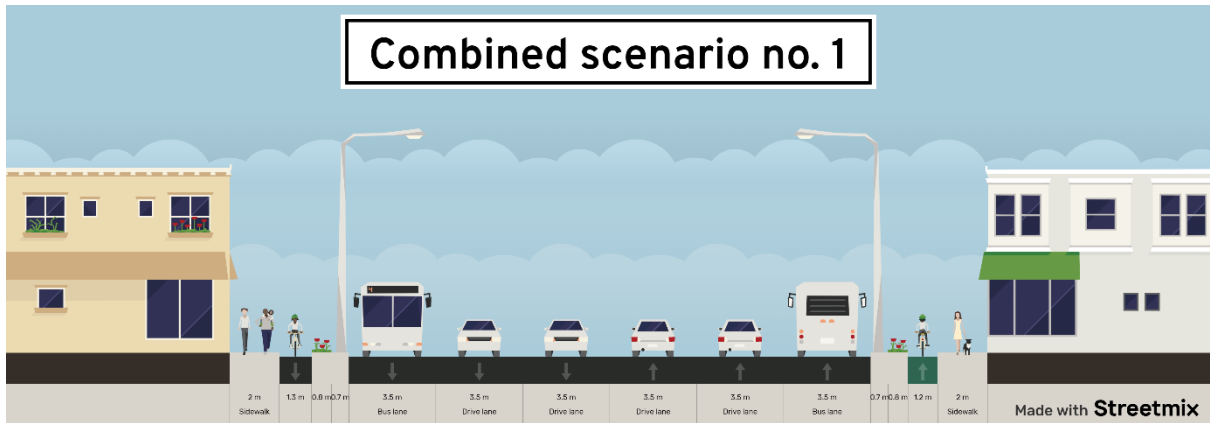 Combined scenario no. 1
2 m 1.3 m 0.8 m 0.7 m 3.5 m 3.5 m 3.5 m 3.5 m 3.5 m 3.5 m 0.7 m 0.8 m 1.2 m 2 m
Sidewalk Bus lane Drive lane Drive lane Drive lane Drive lane Bus lane Sidewalk
Made with Streetmix